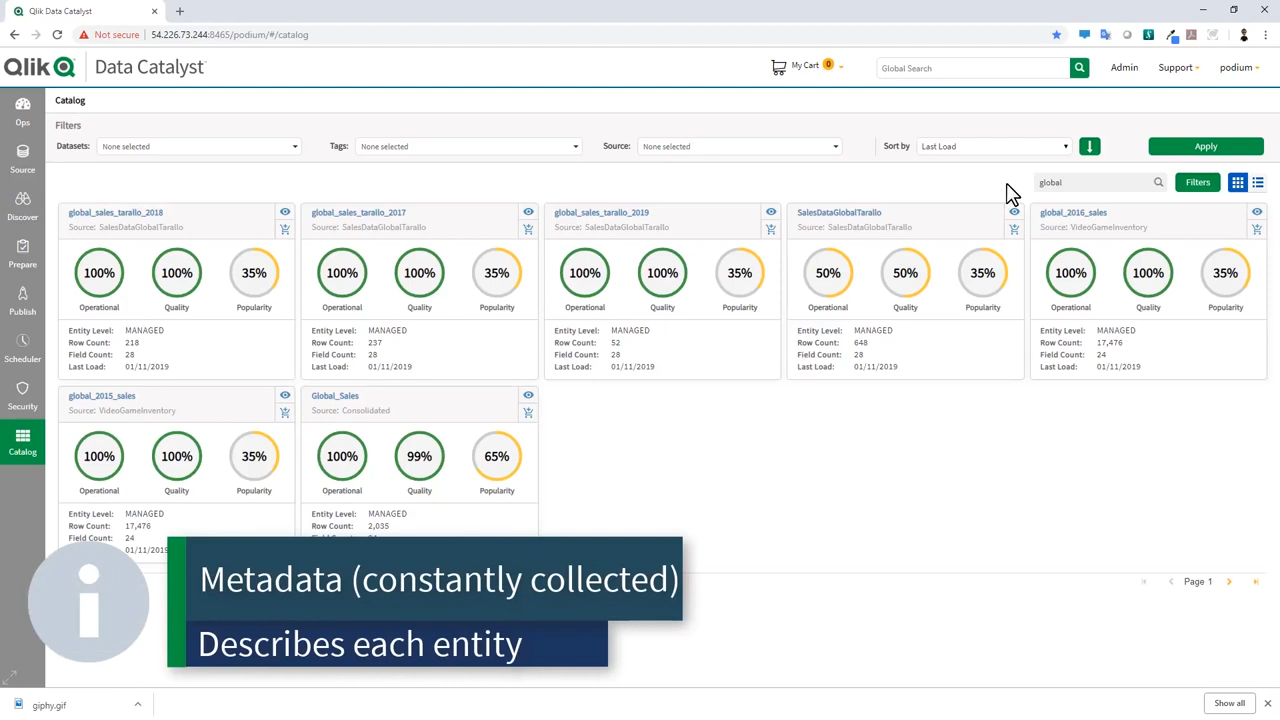 Qlik Data Catalyst
Not secure 54.226.73.244:8465/podium/#/catalog
Qlik Data Catalyst
My Cart 0
Global Search
Admin
Support
podium
Catalog
Filters
Datasets: None selected
Tags: None selected
Source: None selected
Sort by Last Load
Apply
global
Filters
Ops
Source
Discover
Prepare
Publish
Scheduler
Security
Catalog
global_sales_tarallo_2018
Source: SalesDataGlobalTarallo
100% 100% 35%
Operational Quality Popularity
Entity Level: MANAGED
Row Count: 218
Field Count: 28
Last Load: 01/11/2019
global_sales_tarallo_2017
Source: SalesDataGlobalTarallo
100% 100% 35%
Operational Quality Popularity
Entity Level: MANAGED
Row Count: 237
Field Count: 28
Last Load: 01/11/2019
global_sales_tarallo_2019
Source: SalesDataGlobalTarallo
100% 100% 35%
Operational Quality Popularity
Entity Level: MANAGED
Row Count: 52
Field Count: 28
Last Load: 01/11/2019
SalesDataGlobalTarallo
Source: SalesDataGlobalTarallo
50% 50% 35%
Operational Quality Popularity
Entity Level: MANAGED
Row Count: 648
Field Count: 28
Last Load: 01/11/2019
global_2016_sales
Source: VideoGameInventory
100% 100% 35%
Operational Quality Popularity
Entity Level: MANAGED
Row Count: 17,476
Field Count: 24
Last Load: 01/11/2019
global_2015_sales
Source: VideoGameInventory
100% 100% 35%
Operational Quality Popularity
Entity Level: MANAGED
Row Count: 17,476
Field Count: 24
01/11/2019
Global_Sales
Source: Consolidated
100% 99% 65%
Operational Quality Popularity
Entity Level: MANAGED
Row Count: 2,035
Page 1
i
Metadata (constantly collected)
Describes each entity
giphy.gif
Show all